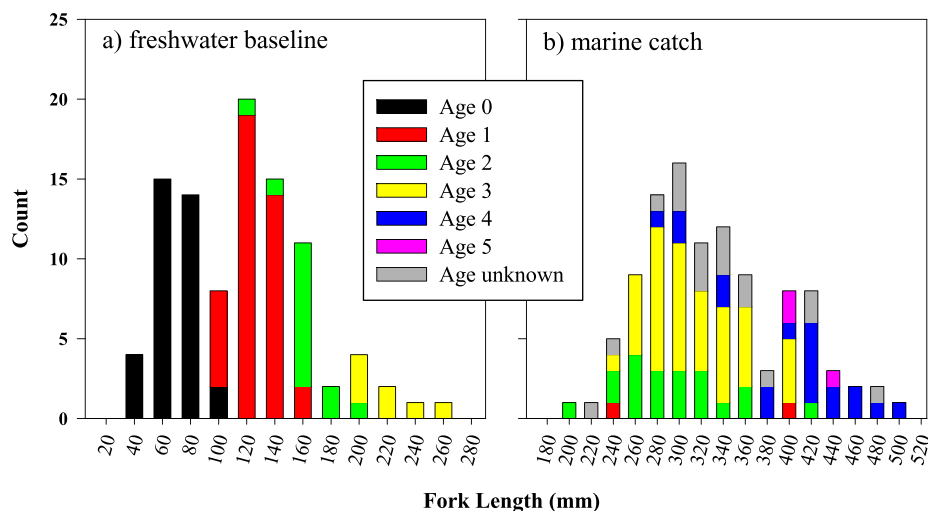 25
20
15
10
5
0
Count
a) freshwater baseline
b) marine catch
Age 0
Age 1
Age 2
Age 3
Age 4
Age 5
Age unknown
20 40 60 80 100 120 140 160 180 200 220 240 260 280
180 200 220 240 260 280 300 320 340 360 380 400 420 440 460 480 500 520
Fork Length (mm)